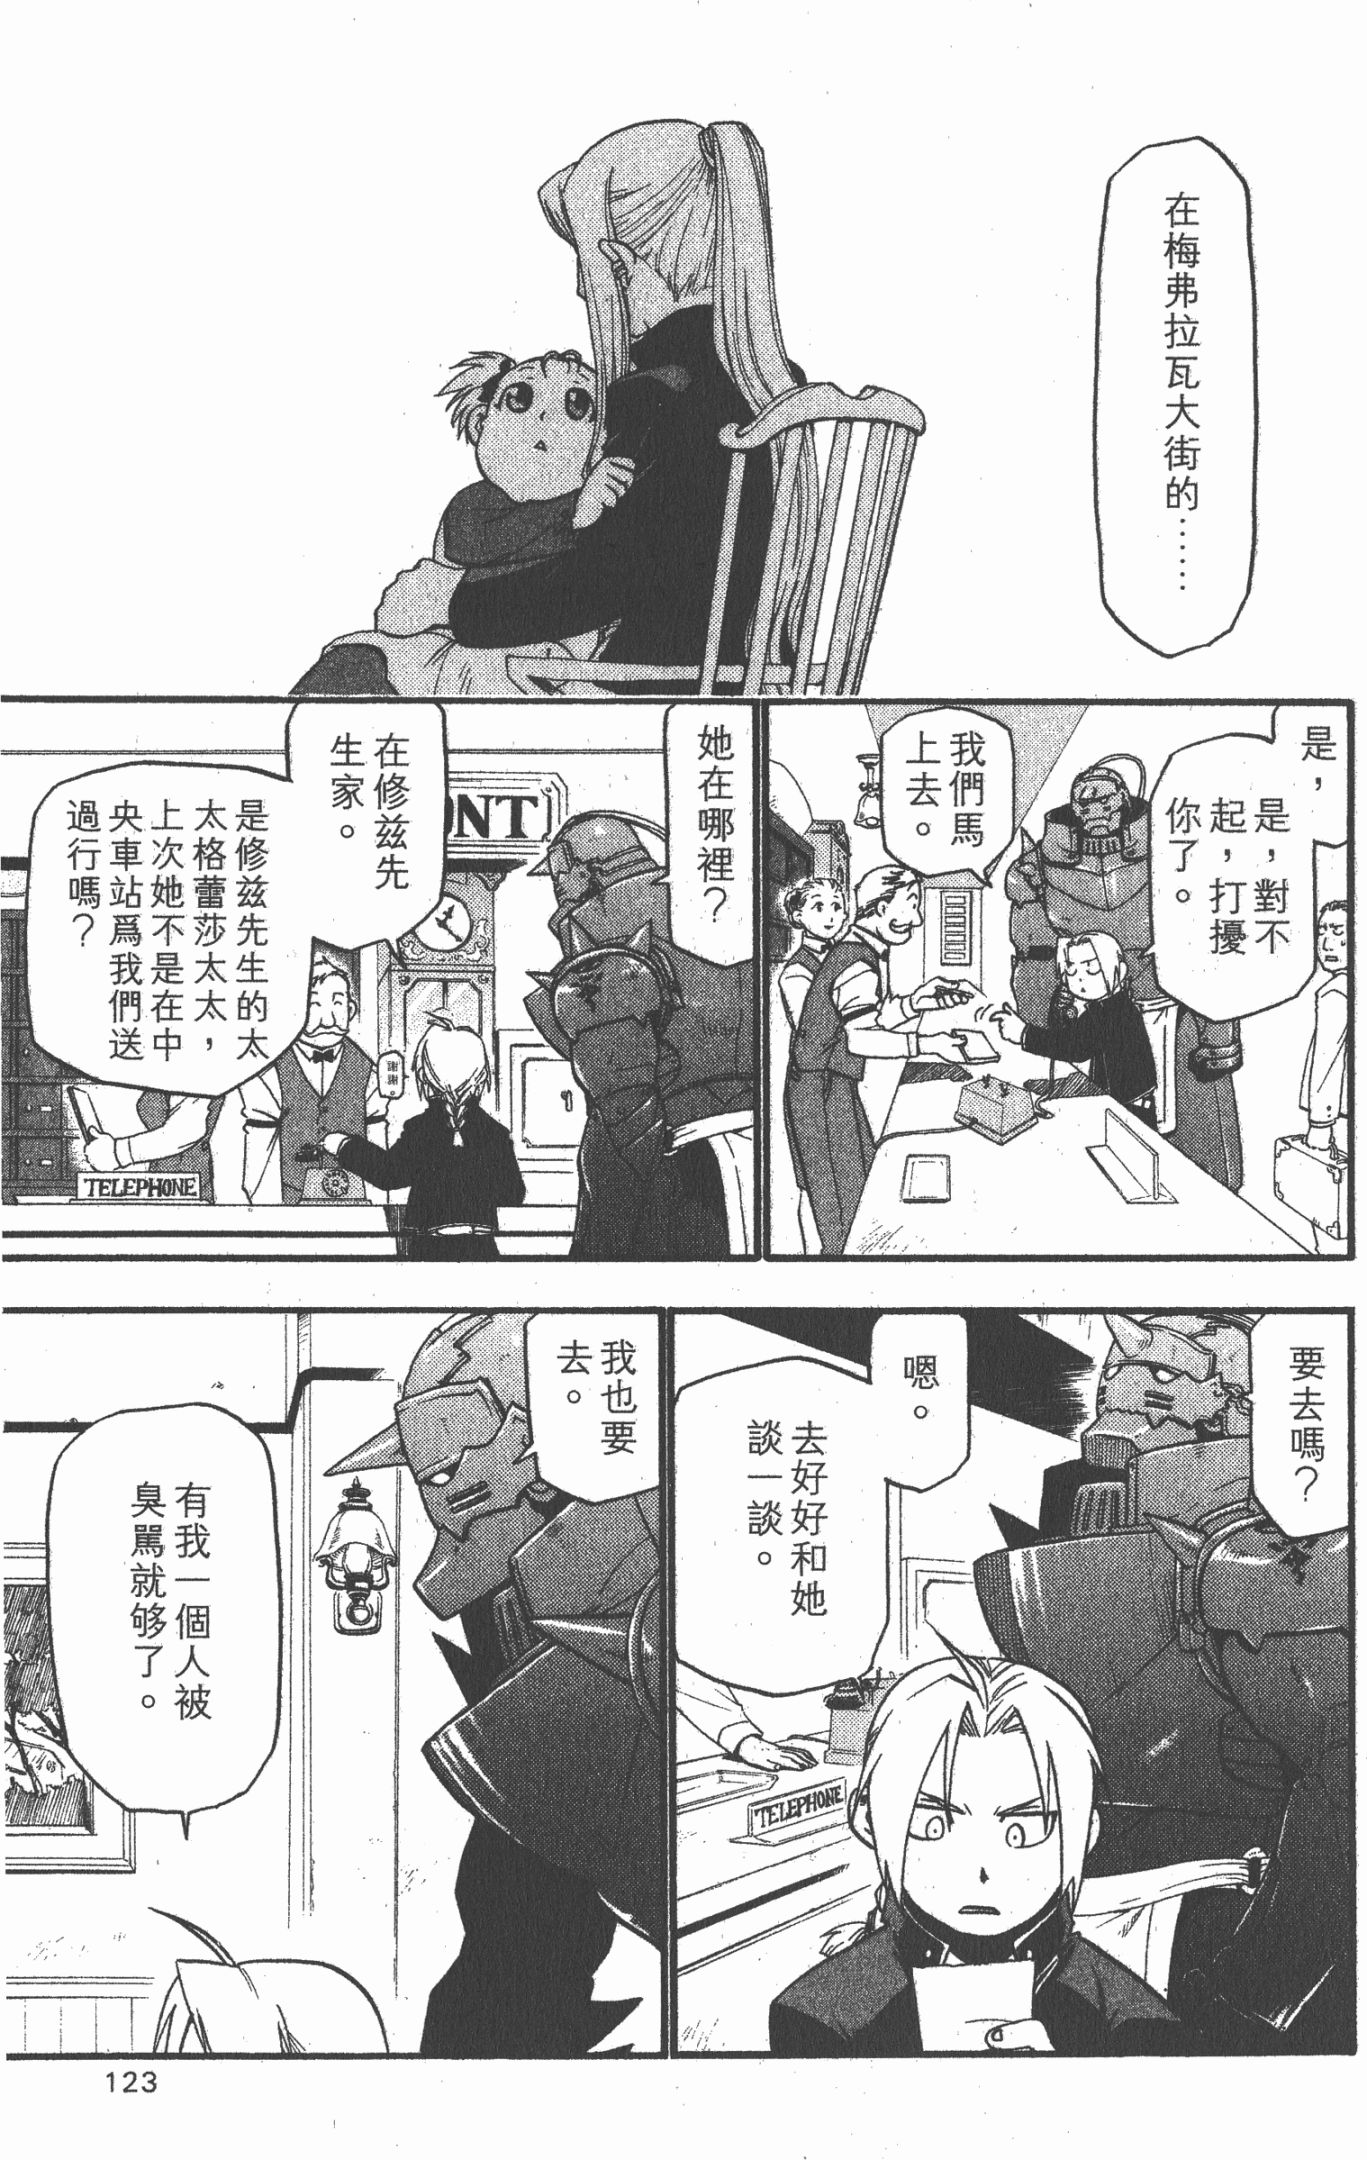 在梅弗拉瓦大街的……
是，
是，對不
起，打擾
你了。
我們馬
上去。
她在哪裡？
在修兹先
生家。
是修兹先生的太
太格蕾莎太太，
上次她不是在中
央車站爲我們送
過行嗎？
ONT
謝謝
TELEPHONE
要去嗎？
嗯。
去好好和她
談一談。
TELEPHONE
我也要
去。
有我一個人被
臭罵就够了。
123